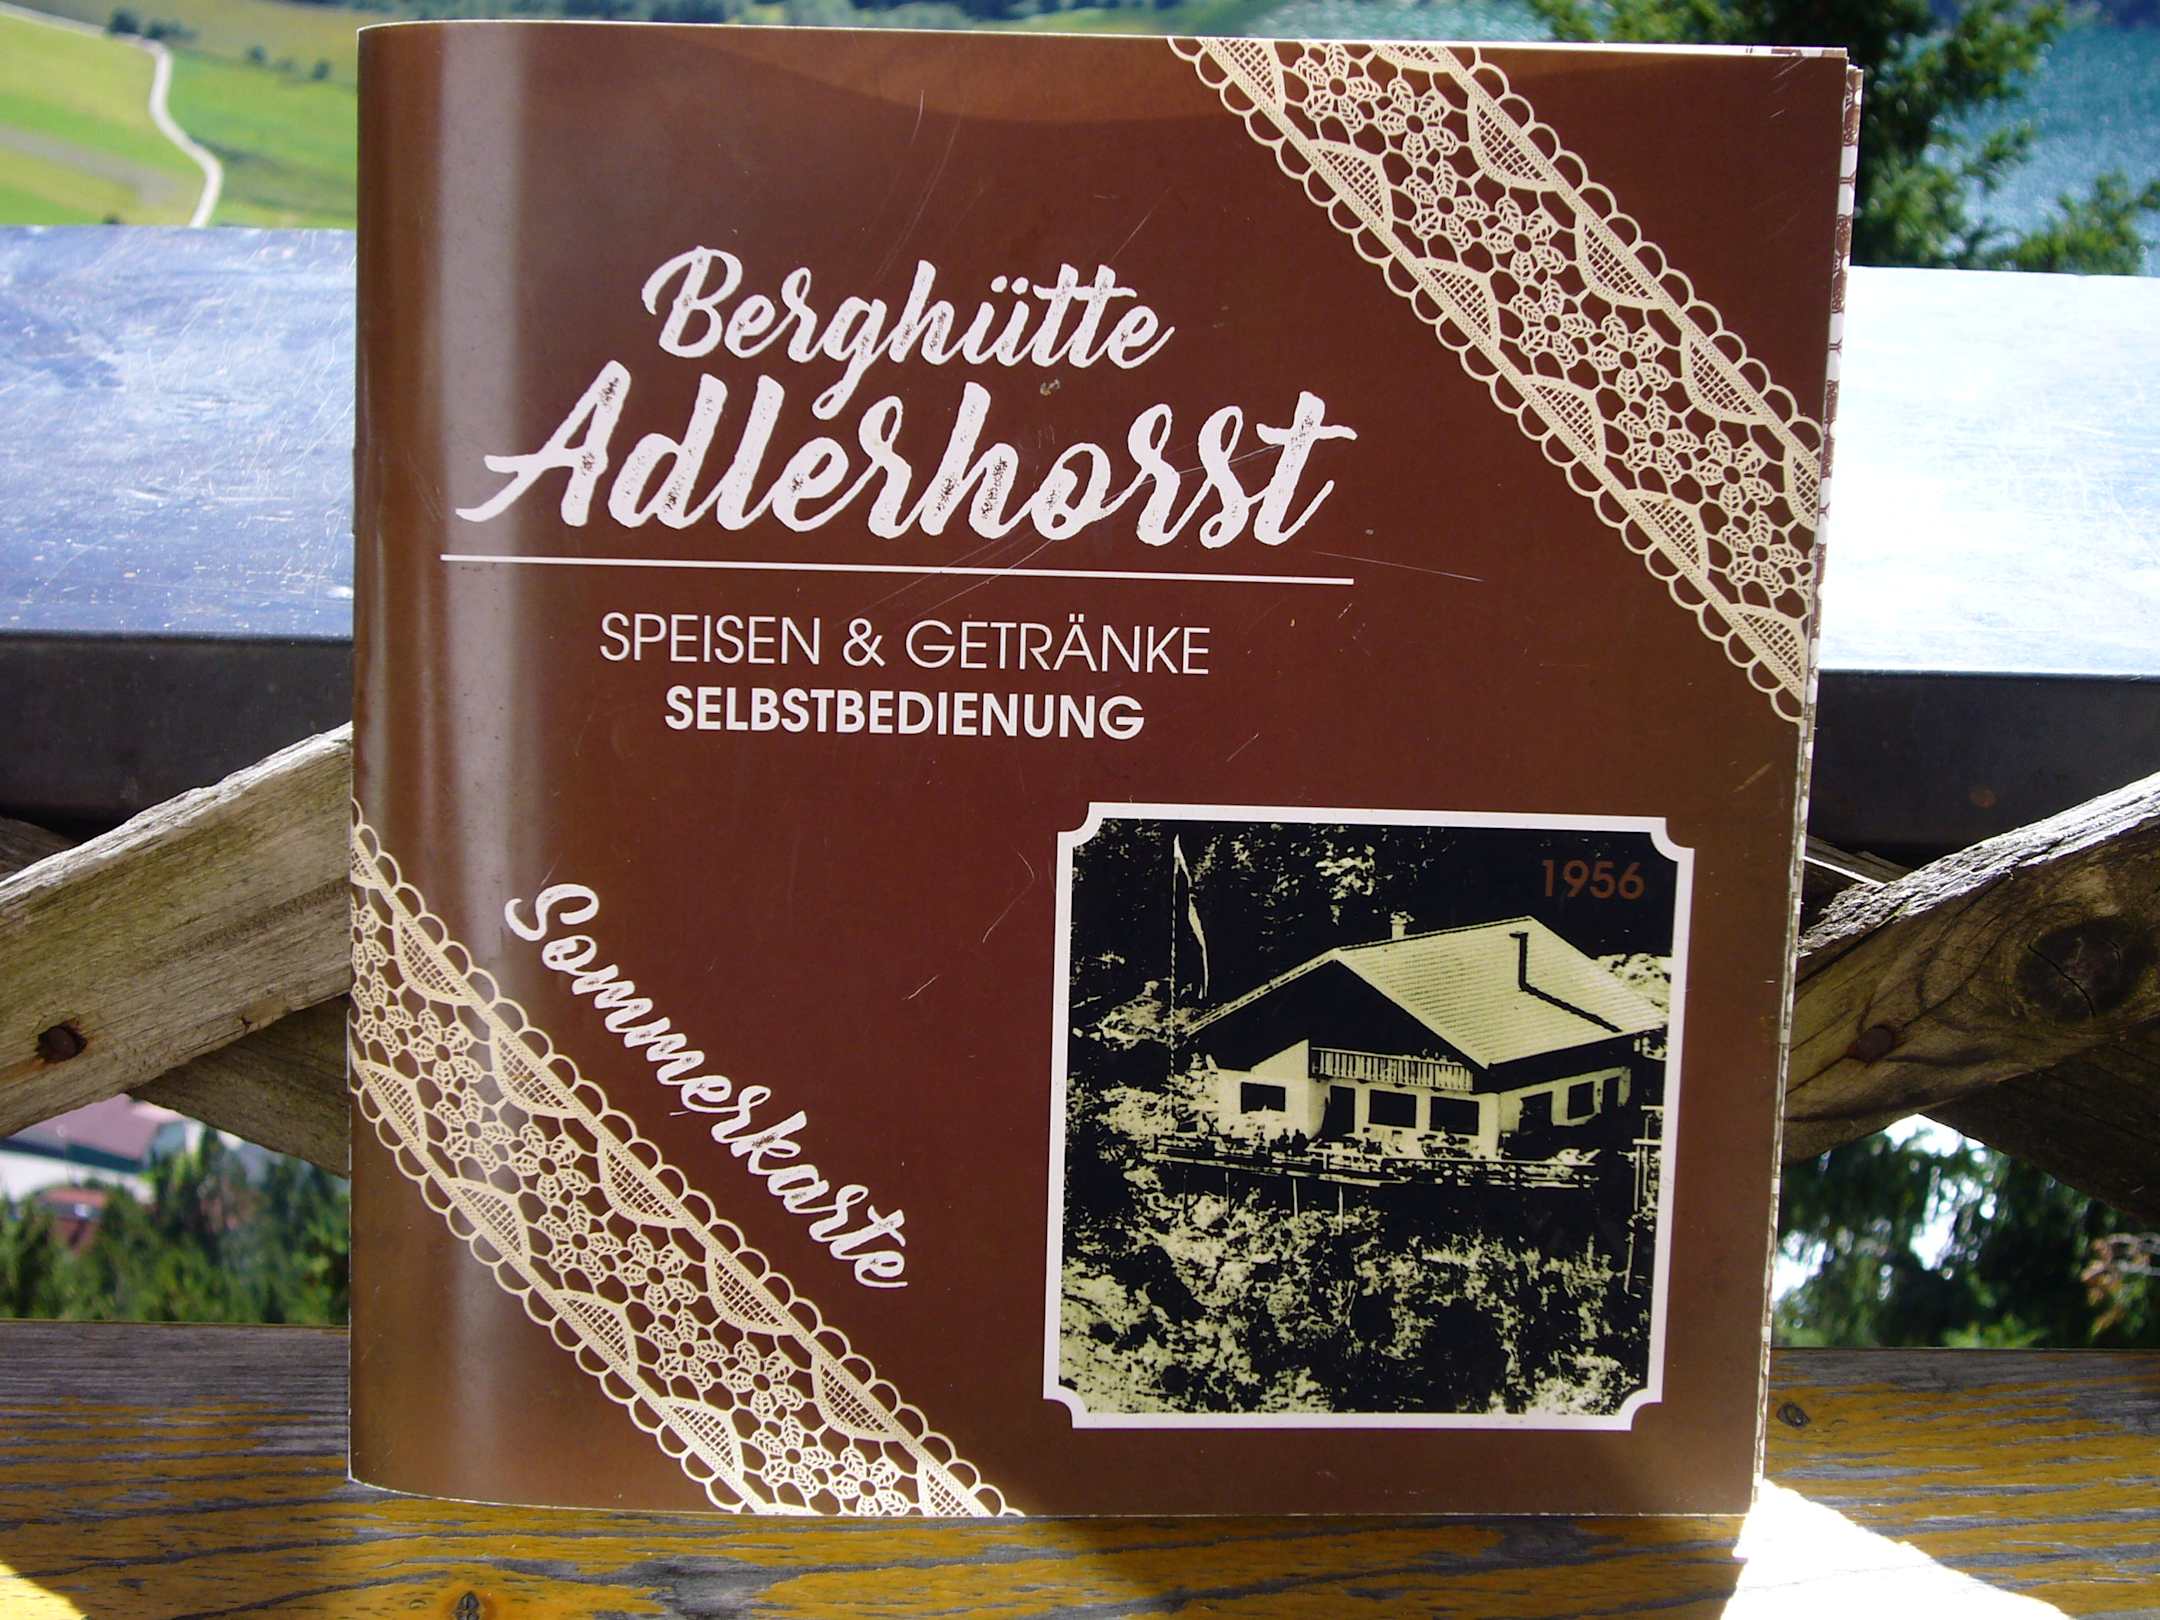 Berghütte
Adlerhorst
SPEISEN & GETRÄNKE
SELBSTBEDIENUNG
Sommerkarte
1956